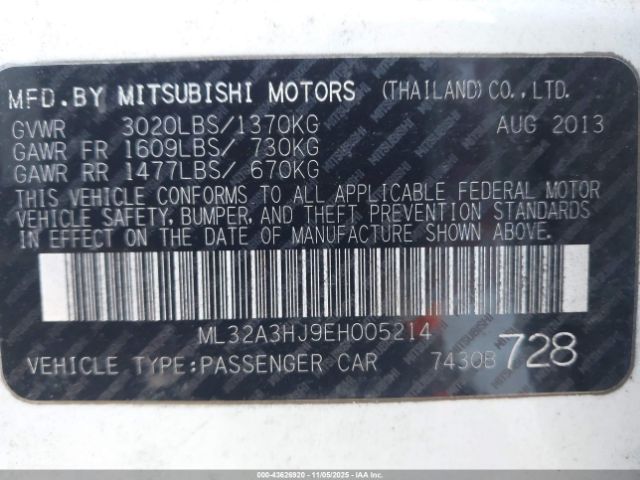 MFD.BY MITSUBISHI MOTORS (THAILAND)CO.,LTD.
GVWR 3020LBS/1370KG AUG 2013
GAWR FR 1609LBS/ 730KG
GAWR RR 1477LBS/ 670KG
THIS VEHICLE CONFORMS TO ALL APPLICABLE FEDERAL MOTOR
VEHICLE SAFETY, BUMPER, AND THEFT PREVENTION STANDARDS
IN EFFECT ON THE DATE OF MANUFACTURE SHOWN ABOVE.
ML32A3HJ9EH005214
VEHICLE TYPE:PASSENGER CAR 7430B 728
000-43626920 - 11/05/2025 - IAAI.com